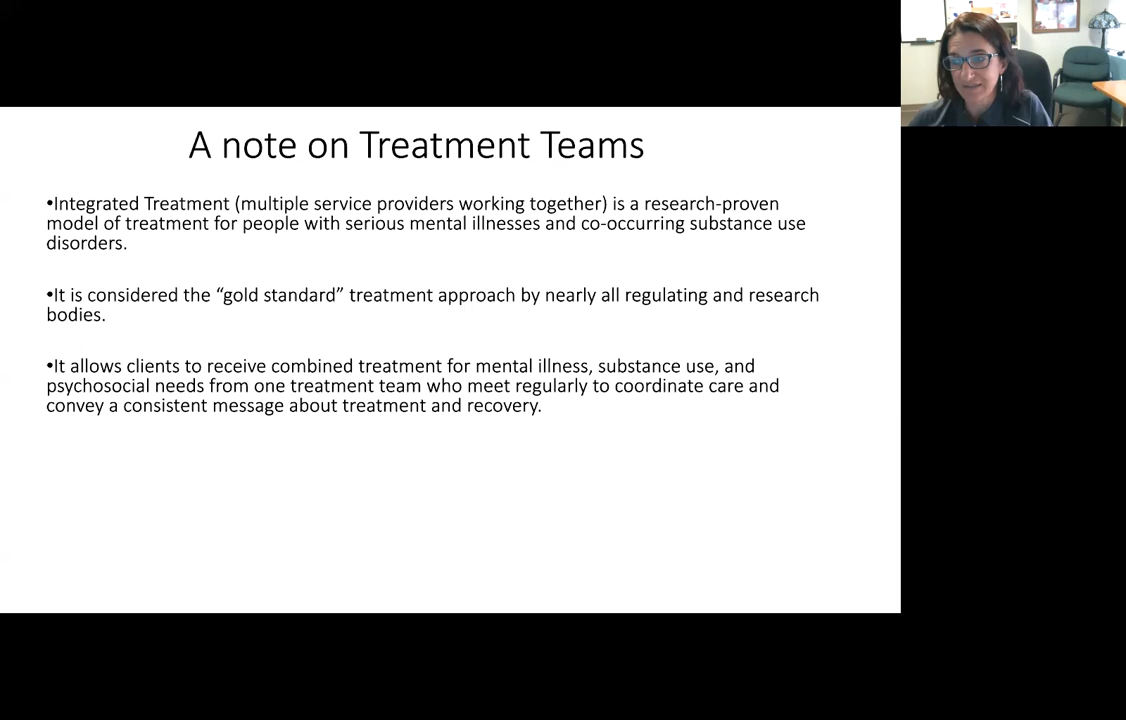 A note on Treatment Teams
•Integrated Treatment (multiple service providers working together) is a research-proven
model of treatment for people with serious mental illnesses and co-occurring substance use
disorders.
•It is considered the “gold standard” treatment approach by nearly all regulating and research
bodies.
•It allows clients to receive combined treatment for mental illness, substance use, and
psychosocial needs from one treatment team who meet regularly to coordinate care and
convey a consistent message about treatment and recovery.